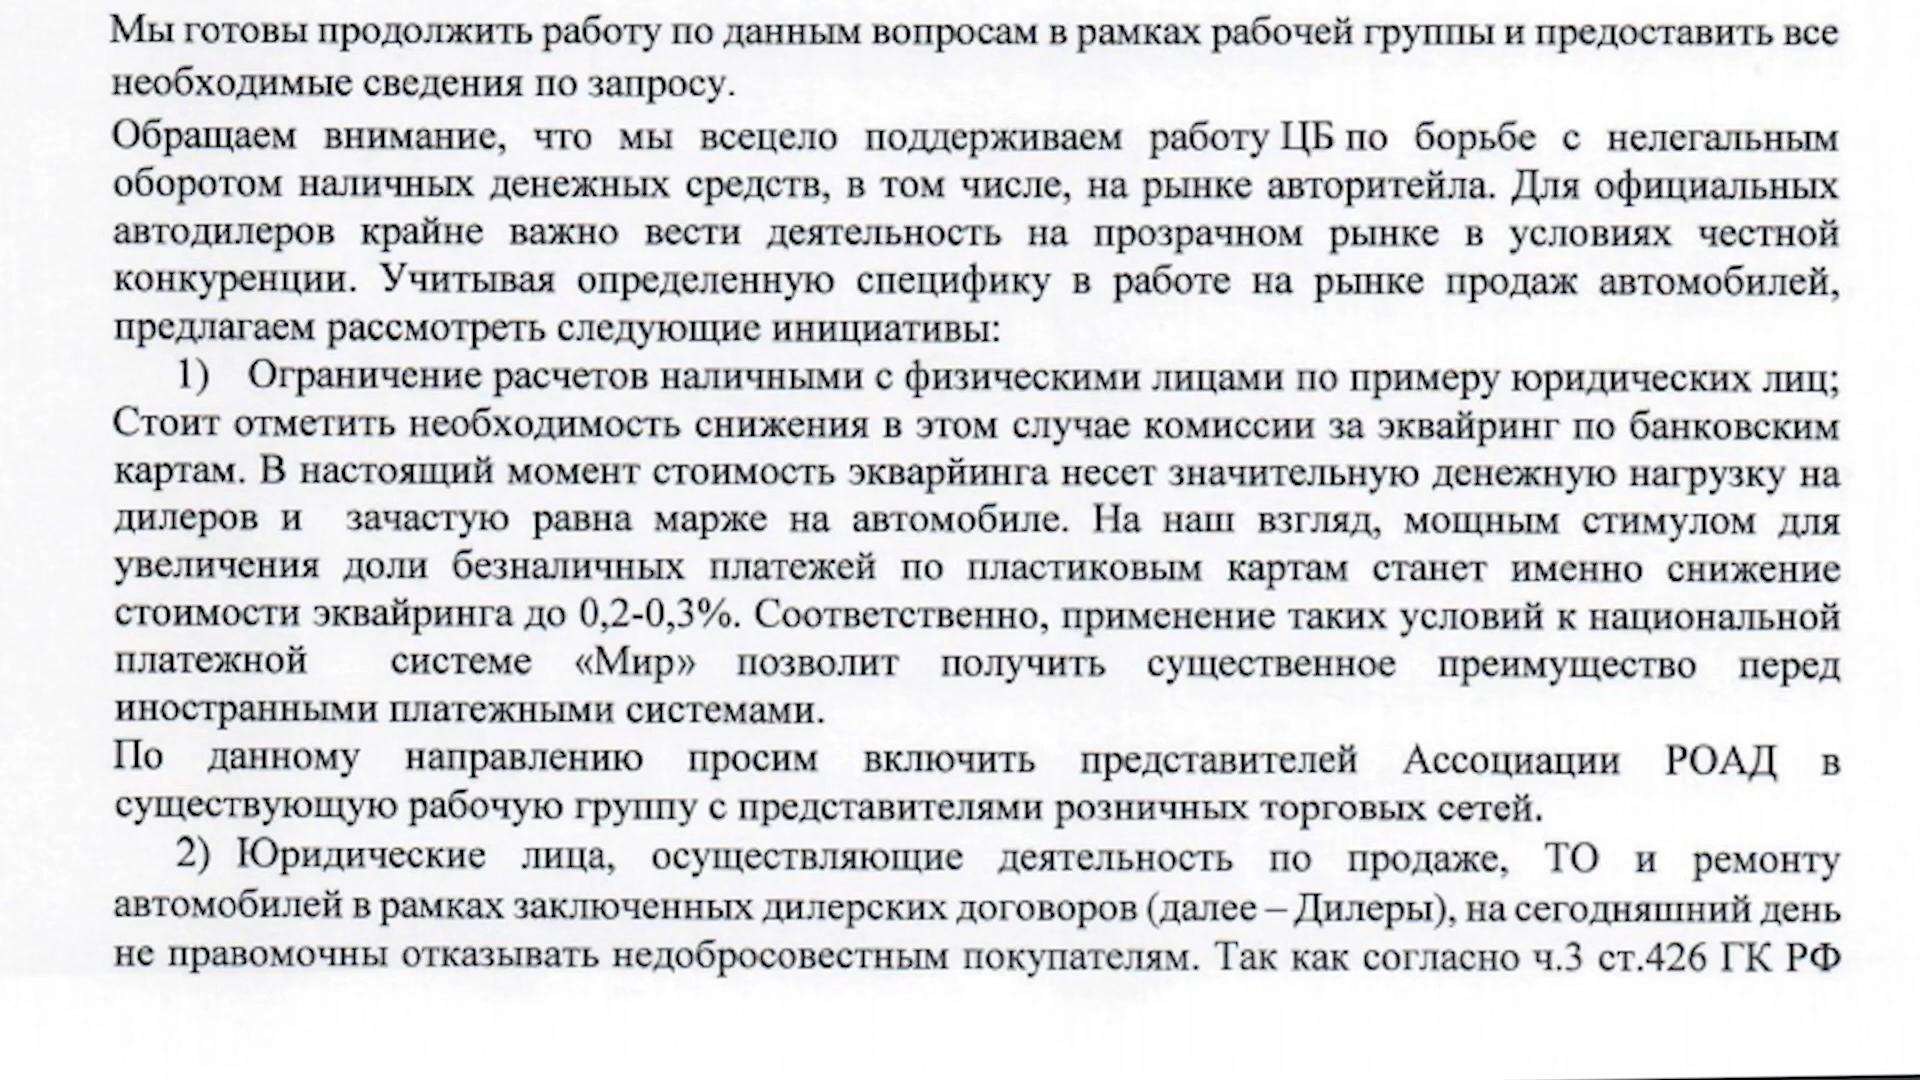 Мы готовы продолжить работу по данным вопросам в рамках рабочей группы и предоставить все
необходимые сведения по запросу.
Обращаем внимание, что мы всецело поддерживаем работу ЦБ по борьбе с нелегальным
оборотом наличных денежных средств, в том числе, на рынке авторитейла. Для официальных
автодилеров крайне важно вести деятельность на прозрачном рынке в условиях честной
конкуренции. Учитывая определенную специфику в работе на рынке продаж автомобилей,
предлагаем рассмотреть следующие инициативы:
1) Ограничение расчетов наличными с физическими лицами по примеру юридических лиц;
Стоит отметить необходимость снижения в этом случае комиссии за эквайринг по банковским
картам. В настоящий момент стоимость экварйинга несет значительную денежную нагрузку на
дилеров и зачастую равна марже на автомобиле. На наш взгляд, мощным стимулом для
увеличения доли безналичных платежей по пластиковым картам станет именно снижение
стоимости эквайринга до 0,2-0,3%. Соответственно, применение таких условий к национальной
платежной системе «Мир» позволит получить существенное преимущество перед
иностранными платежными системами.
По данному направлению просим включить представителей Ассоциации РОАД в
существующую рабочую группу с представителями розничных торговых сетей.
2) Юридические лица, осуществляющие деятельность по продаже, ТО и ремонту
автомобилей в рамках заключенных дилерских договоров (далее – Дилеры), на сегодняшний день
не правомочны отказывать недобросовестным покупателям. Так как согласно ч.3 ст.426 ГК РФ